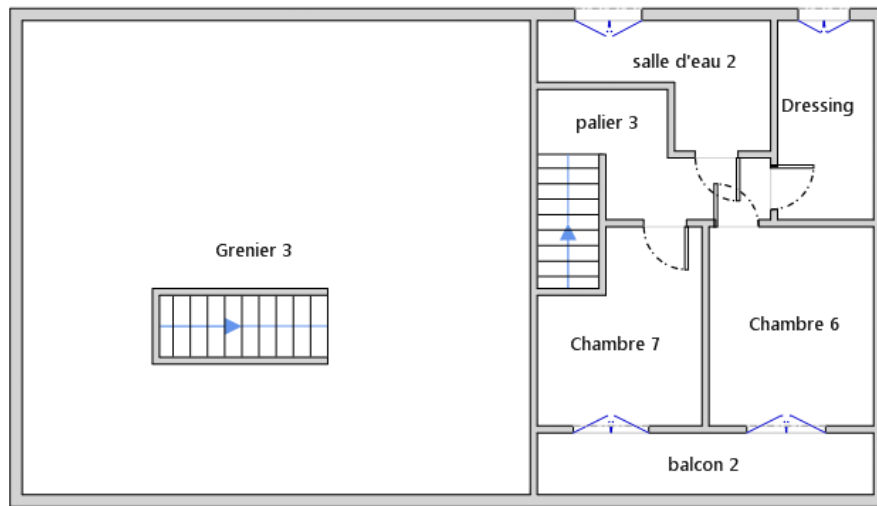 salle d'eau 2
Dressing
palier 3
Grenier 3
Chambre 6
Chambre 7
balcon 2